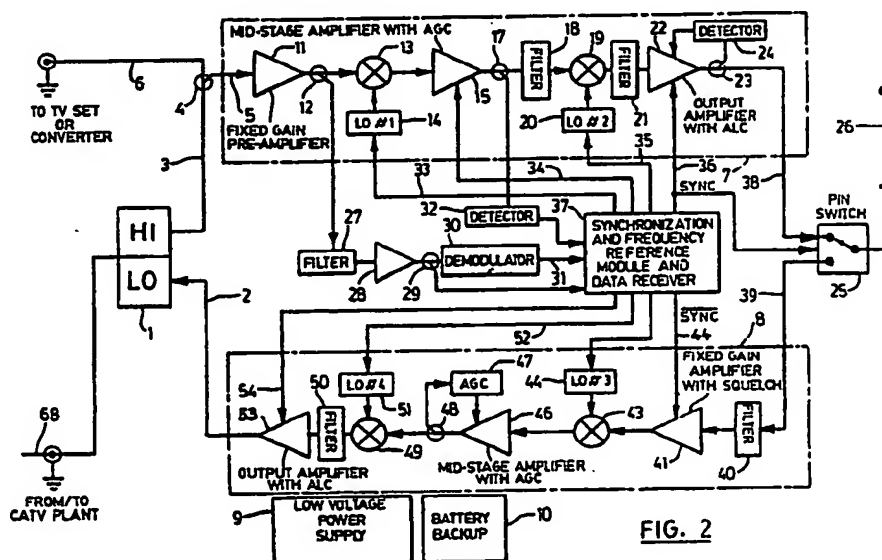 MID-STAGE AMPLIFIER WITH AGC
11
13
17
18
19
22
DETECTOR
24
23
6
4
5
12
15
FILTER
FILTER
TO TV SET
OR
CONVERTER
FIXED GAIN
PRE-AMPLIFIER
LO #1
14
20
LO #2
21
35
OUTPUT
AMPLIFIER
WITH ALC
26
3
33
34
36
7
38
SYNC
32
DETECTOR
37
27
30
FILTER
28
29
DEMODULATOR
31
SYNCHRONIZATION
AND FREQUENCY
REFERENCE
MODULE AND
DATA RECEIVER
PIN
SWITCH
25
39
HI
LO
1
2
52
SYNC
44
8
FIXED GAIN
AMPLIFIER
WITH SQUELCH
54
50
LO #4
51
AGC
47
44
LO #3
48
46
43
53
FILTER
49
41
FILTER
40
68
OUTPUT AMPLIFIER
WITH ALC
MID-STAGE AMPLIFIER
WITH AGC
FROM/TO
CATV PLANT
9
LOW VOLTAGE
POWER
SUPPLY
BATTERY
BACKUP
10
FIG. 2